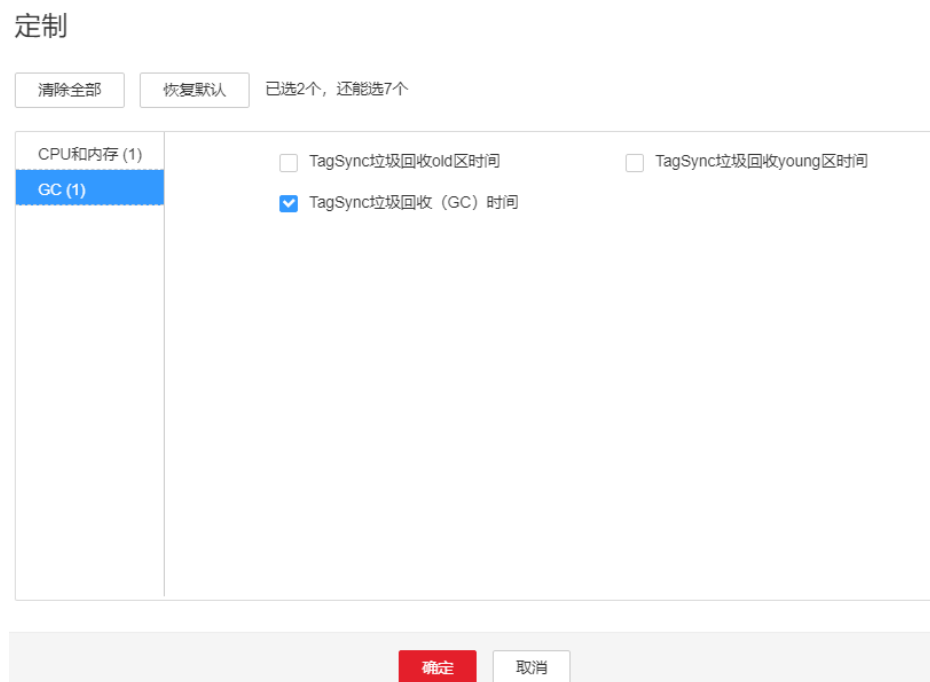 定制
清除全部 恢复默认 已选2个，还能选7个
CPU和内存 (1)
GC (1)
TagSync垃圾回收old区时间 TagSync垃圾回收young区时间
TagSync垃圾回收（GC）时间
确定 取消